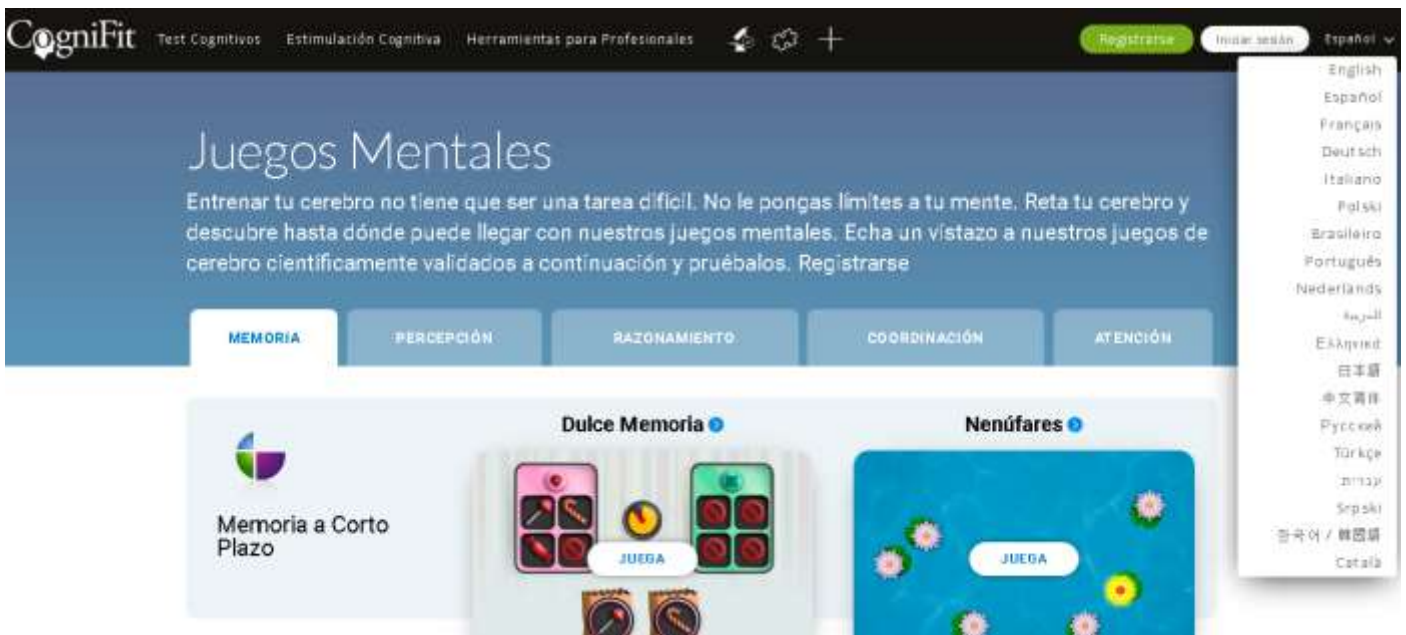 CogniFit Test Cognitivos Estimulación Cognitiva Herramientas para Profesionales Registrarse Iniciar sesión Español
English
Español
Français
Deutsch
Italiano
Polski
Brasileiro
Português
Nederlands
العربية
Ελληνικά
日本語
中文简体
Русский
Türkçe
עברית
Srpski
한국어 / 韓國語
Català
Juegos Mentales
Entrenar tu cerebro no tiene que ser una tarea difícil. No le pongas límites a tu mente. Reta tu cerebro y
descubre hasta dónde puede llegar con nuestros juegos mentales. Echa un vistazo a nuestros juegos de
cerebro científicamente validados a continuación y pruébalos. Registrarse
MEMORIA PERCEPCIÓN RAZONAMIENTO COORDINACIÓN ATENCIÓN
Memoria a Corto
Plazo
Dulce Memoria
JUEGA
Nenúfares
JUEGA